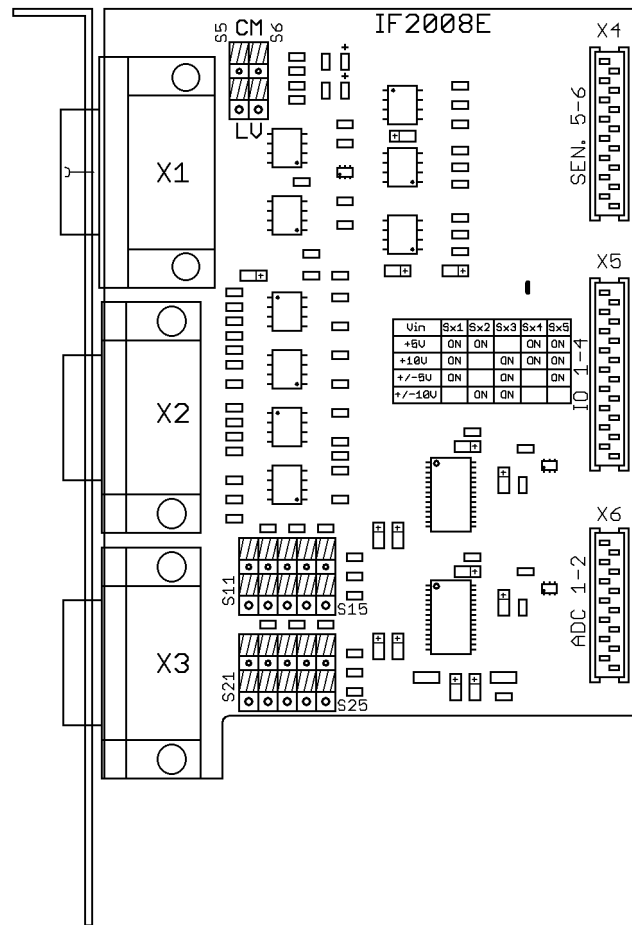 S5 CM S6
IF2008E
X4
LV
SEN. 5-6
X1
X5
Vin Sx1 Sx2 Sx3 Sx4 Sx5
+5V ON ON ON ON
+10V ON ON ON ON
+/-5V ON ON ON
+/-10V ON ON
IO 1-4
X2
X6
S11
S15
ADC 1-2
X3
S21
S25